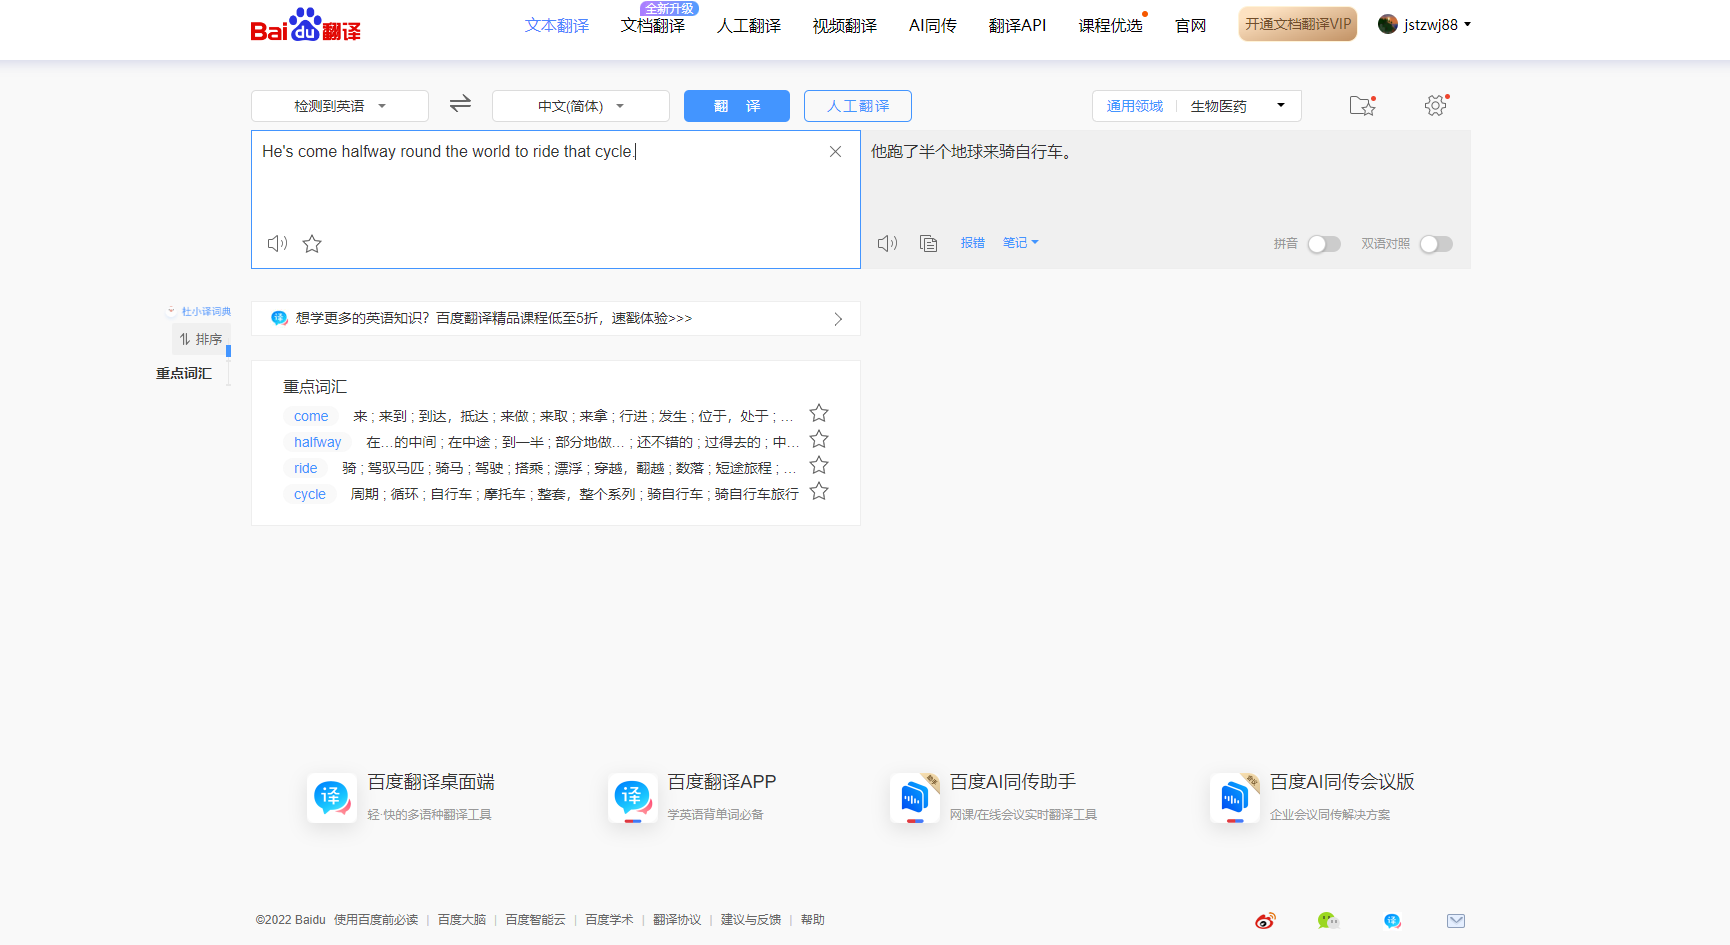 Baidu翻译
文本翻译 文档翻译 全新升级 人工翻译 视频翻译 AI同传 翻译API 课程优选 官网 开通文档翻译VIP jstzwj88
检测到英语 中文(简体) 翻 译 人工翻译 通用领域 生物医药
He's come halfway round the world to ride that cycle.
他跑了半个地球来骑自行车。
报错 笔记 拼音 双语对照
杜小译词典
排序
重点词汇
译 想学更多的英语知识？百度翻译精品课程低至5折，速戳体验>>>
重点词汇
come 来 ; 来到 ; 到达，抵达 ; 来做 ; 来取 ; 来拿 ; 行进 ; 发生 ; 位于，处于 ; ...
halfway 在…的中间 ; 在中途 ; 到一半 ; 部分地做… ; 还不错的 ; 过得去的 ; 中...
ride 骑 ; 驾驭马匹 ; 骑马 ; 驾驶 ; 搭乘 ; 漂浮 ; 穿越，翻越 ; 数落 ; 短途旅程 ; ...
cycle 周期 ; 循环 ; 自行车 ; 摩托车 ; 整套，整个系列 ; 骑自行车 ; 骑自行车旅行
译 百度翻译桌面端
轻·快的多语种翻译工具
译 百度翻译APP
学英语背单词必备
助手 百度AI同传助手
网课/在线会议实时翻译工具
会议 百度AI同传会议版
企业会议同传解决方案
©2022 Baidu 使用百度前必读 | 百度大脑 | 百度智能云 | 百度学术 | 翻译协议 | 建议与反馈 | 帮助
译